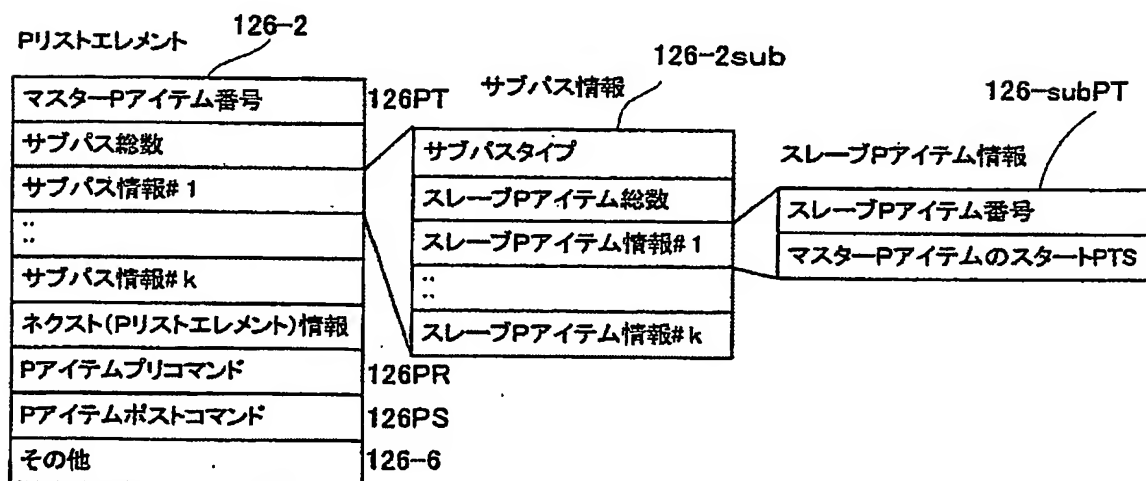 Pリストエレメント
126-2
マスターPアイテム番号
126PT
サブパス総数
サブパス情報#1
::
サブパス情報#k
ネクスト(Pリストエレメント)情報
Pアイテムプリコマンド
126PR
Pアイテムポストコマンド
126PS
その他
126-6
サブパス情報
126-2sub
サブパスタイプ
スレーブPアイテム総数
スレーブPアイテム情報#1
::
スレーブPアイテム情報#k
スレーブPアイテム情報
126-subPT
スレーブPアイテム番号
マスターPアイテムのスタートPTS